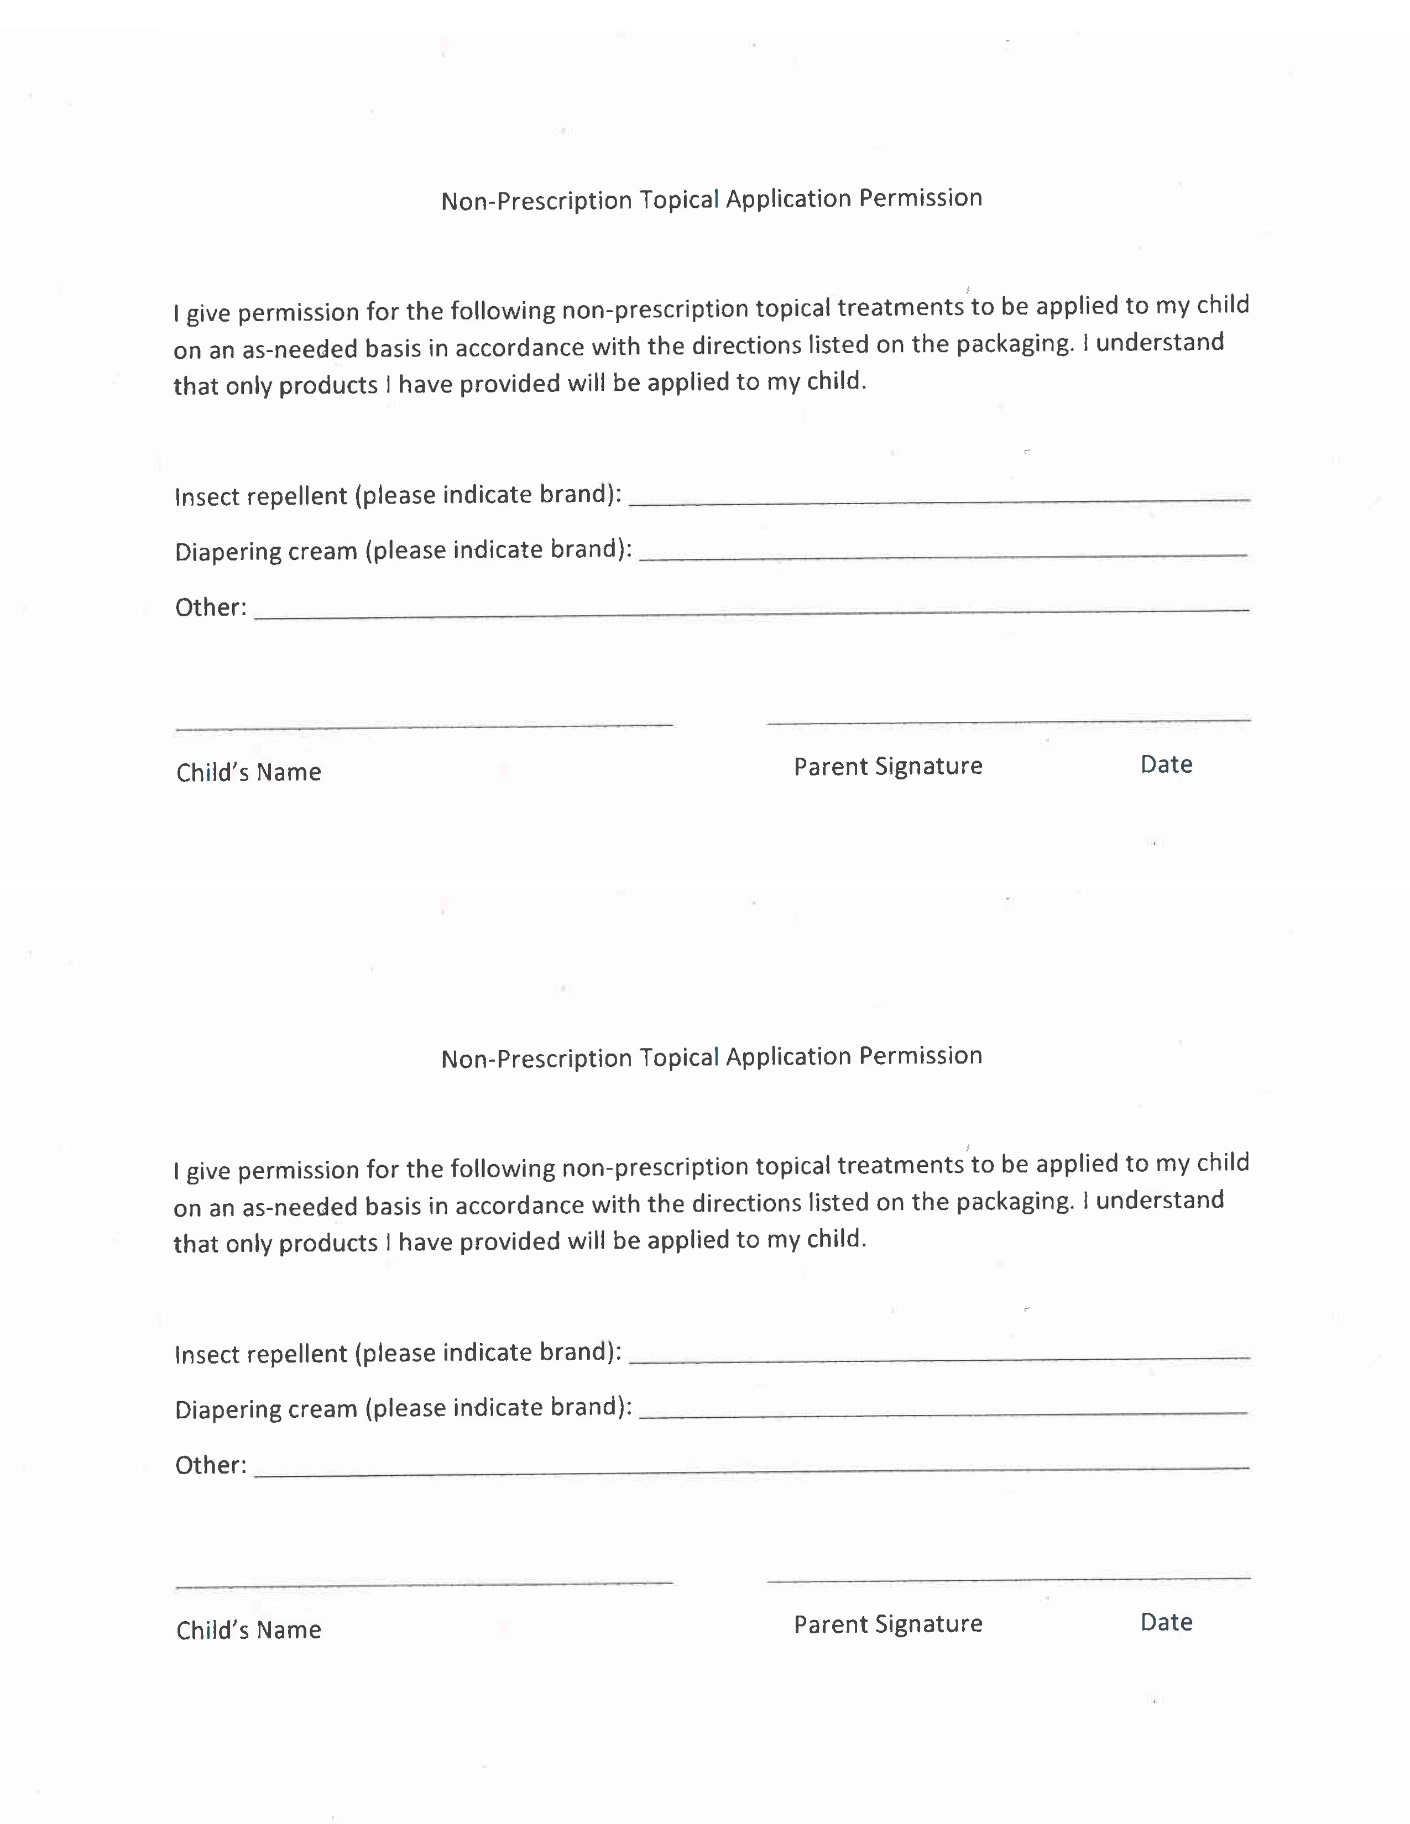 Non-Prescription Topical Application Permission
I give permission for the following non-prescription topical treatments to be applied to my child
on an as-needed basis in accordance with the directions listed on the packaging. I understand
that only products I have provided will be applied to my child.
Insect repellent (please indicate brand):
Diapering cream (please indicate brand):
Other:
Child's Name Parent Signature Date
Non-Prescription Topical Application Permission
I give permission for the following non-prescription topical treatments to be applied to my child
on an as-needed basis in accordance with the directions listed on the packaging. I understand
that only products I have provided will be applied to my child.
Insect repellent (please indicate brand):
Diapering cream (please indicate brand):
Other:
Child's Name Parent Signature Date